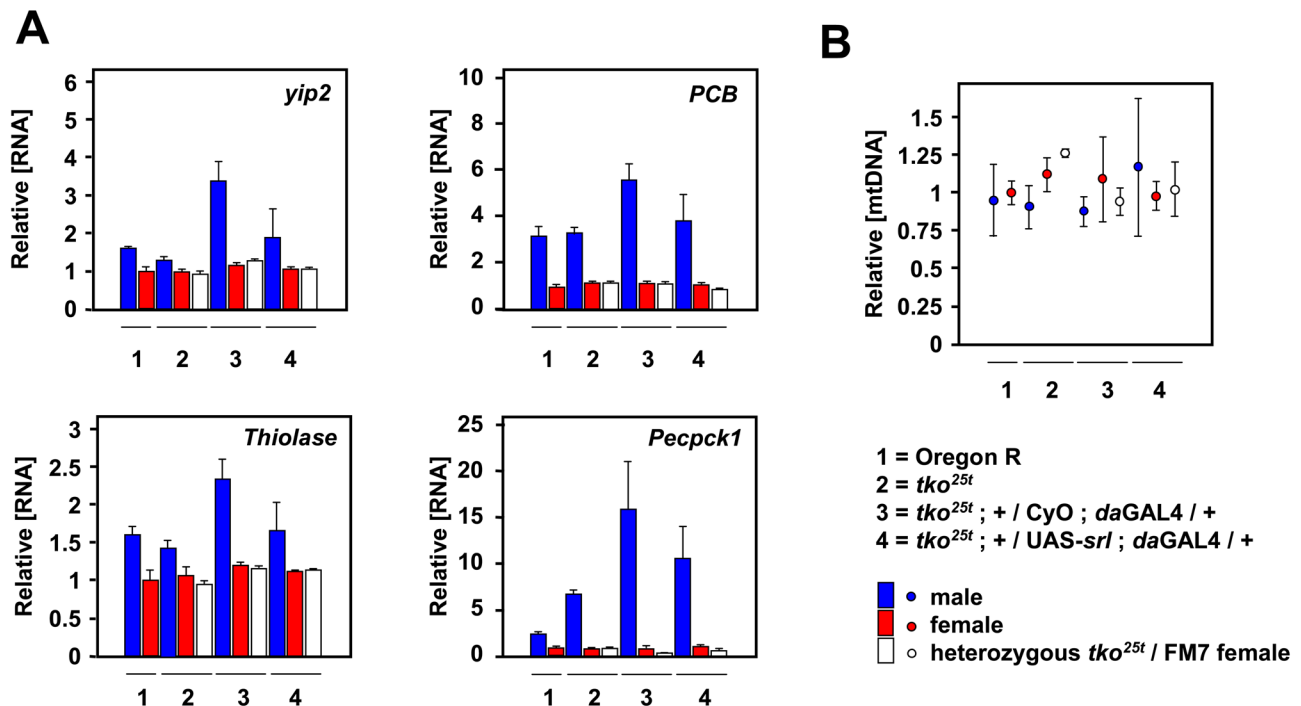 A
yip2
Relative [RNA]
6
5
4
3
2
1
0
1 2 3 4
PCB
Relative [RNA]
10
8
6
4
2
0
1 2 3 4
Thiolase
Relative [RNA]
3
2.5
2
1.5
1
0.5
0
1 2 3 4
Pecpck1
Relative [RNA]
25
20
15
10
5
0
1 2 3 4
B
Relative [mtDNA]
1.5
1.25
1
0.75
0.5
0.25
0
1 2 3 4
1 = Oregon R
2 = tko25t
3 = tko25t ; + / CyO ; daGAL4 / +
4 = tko25t ; + / UAS-srl ; daGAL4 / +
male
female
heterozygous tko25t / FM7 female